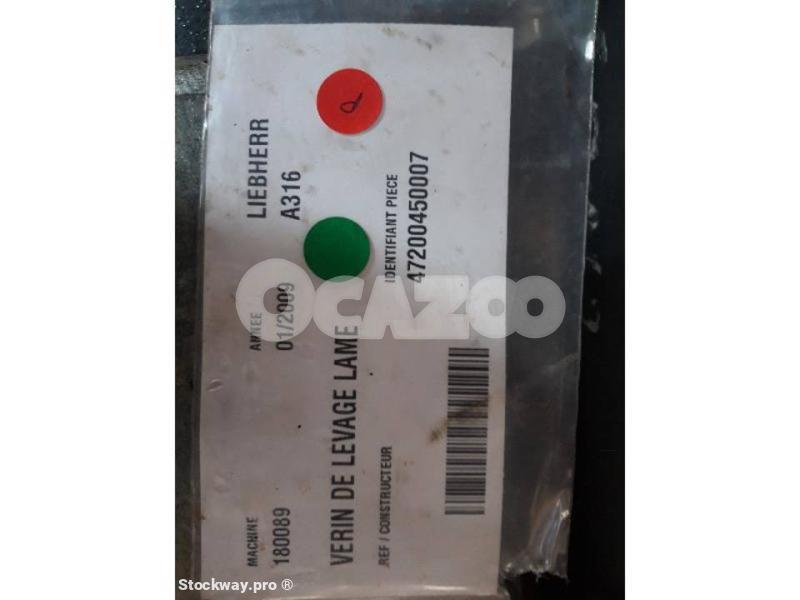 MACHINE
180089
ANNEE
01/2009
LIEBHERR
A316
VERIN DE LEVAGE LAME
.REF / CONSTRUCTEUR
IDENTIFIANT PIECE
47200450007
OCAZOO
Stockway.pro ®